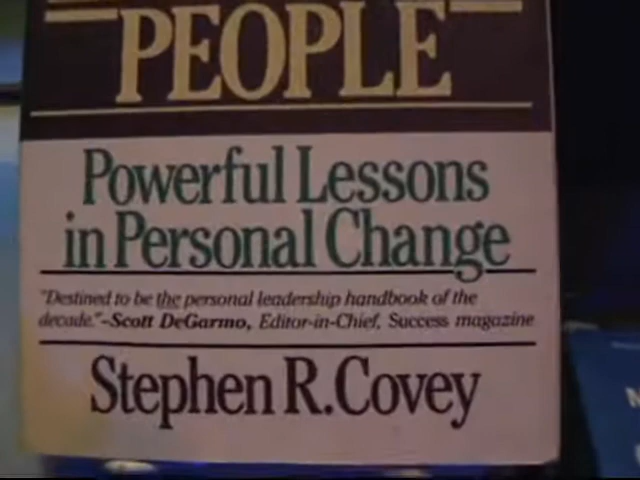 PEOPLE
Powerful Lessons
in Personal Change
"Destined to be the personal leadership handbook of the
decade."–Scott DeGarmo, Editor-in-Chief, Success magazine
Stephen R. Covey